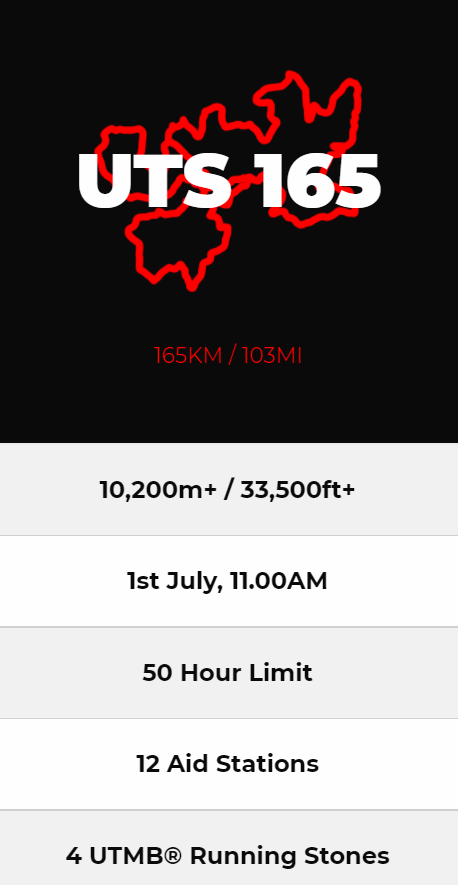 UTS 165
165KM / 103MI
10,200m+ / 33,500ft+
1st July, 11.00AM
50 Hour Limit
12 Aid Stations
4 UTMB® Running Stones